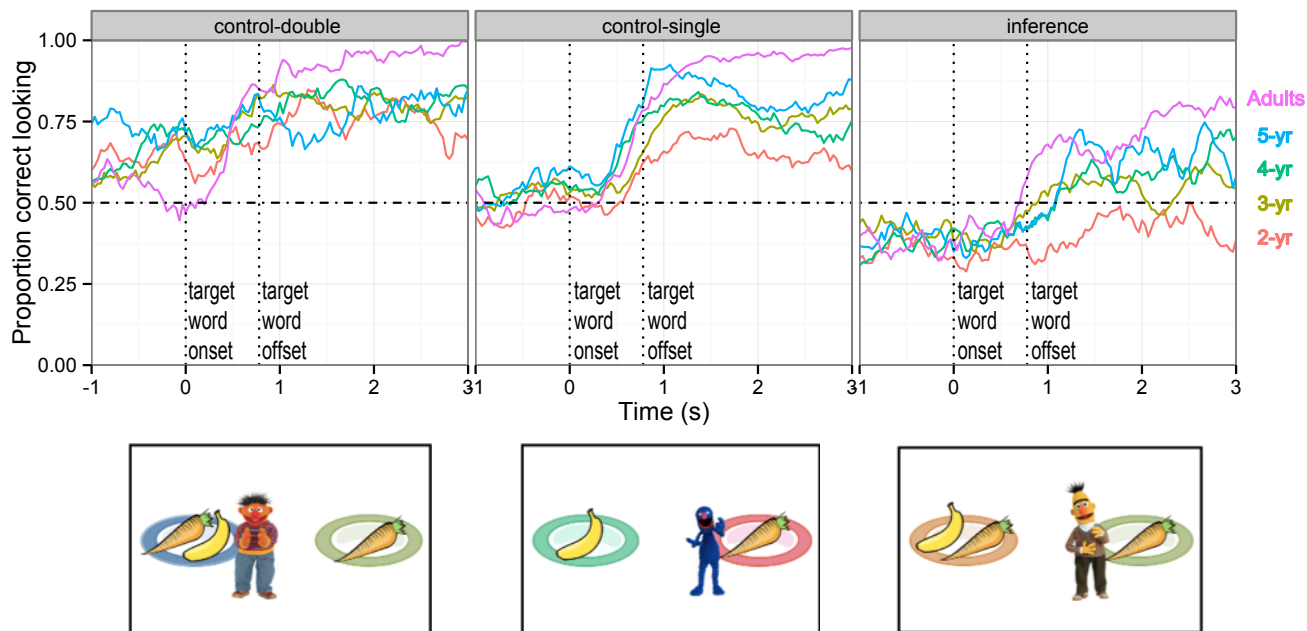 control-double
control-single
inference
Proportion correct looking
1.00
0.75
0.50
0.25
0.00
target
word
onset
target
word
offset
target
word
onset
target
word
offset
target
word
onset
target
word
offset
-1 0 1 2 3
-1 0 1 2 3
-1 0 1 2 3
Time (s)
Adults
5-yr
4-yr
3-yr
2-yr